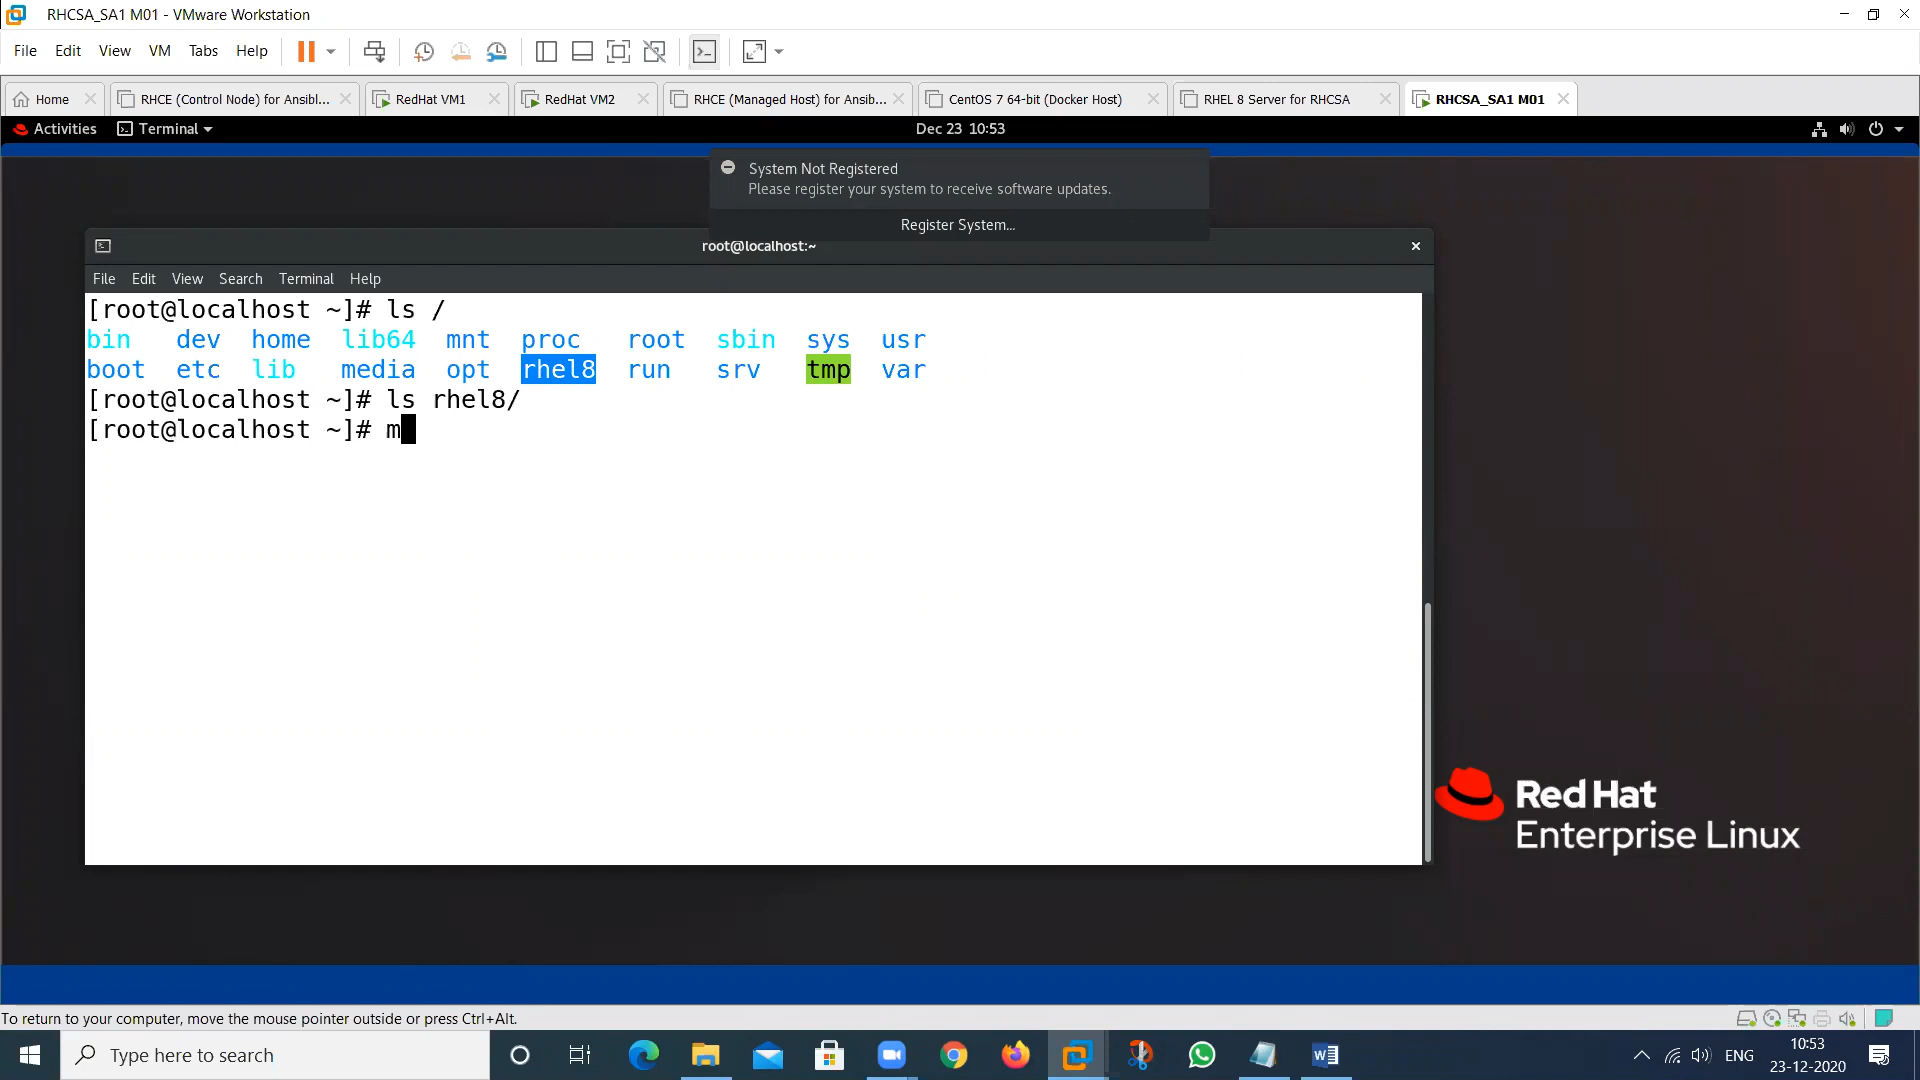 RHCSA_SA1 M01 - VMware Workstation
File Edit View VM Tabs Help
Home RHCE (Control Node) for Ansibl... RedHat VM1 RedHat VM2 RHCE (Managed Host) for Ansib... CentOS 7 64-bit (Docker Host) RHEL 8 Server for RHCSA RHCSA_SA1 M01
Activities Terminal Dec 23 10:53
System Not Registered
Please register your system to receive software updates.
Register System...
root@localhost:~
File Edit View Search Terminal Help
[root@localhost ~]# ls /
bin dev home lib64 mnt proc root sbin sys usr
boot etc lib media opt rhel8 run srv tmp var
[root@localhost ~]# ls rhel8/
[root@localhost ~]# m
Red Hat
Enterprise Linux
To return to your computer, move the mouse pointer outside or press Ctrl+Alt.
Type here to search
ENG
10:53
23-12-2020